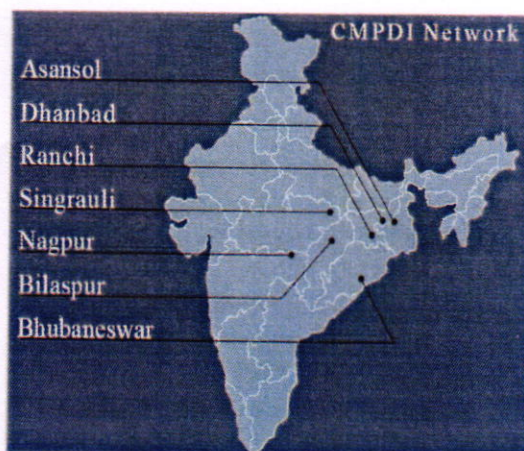 CMPDI Network
Asansol
Dhanbad
Ranchi
Singrauli
Nagpur
Bilaspur
Bhubaneswar